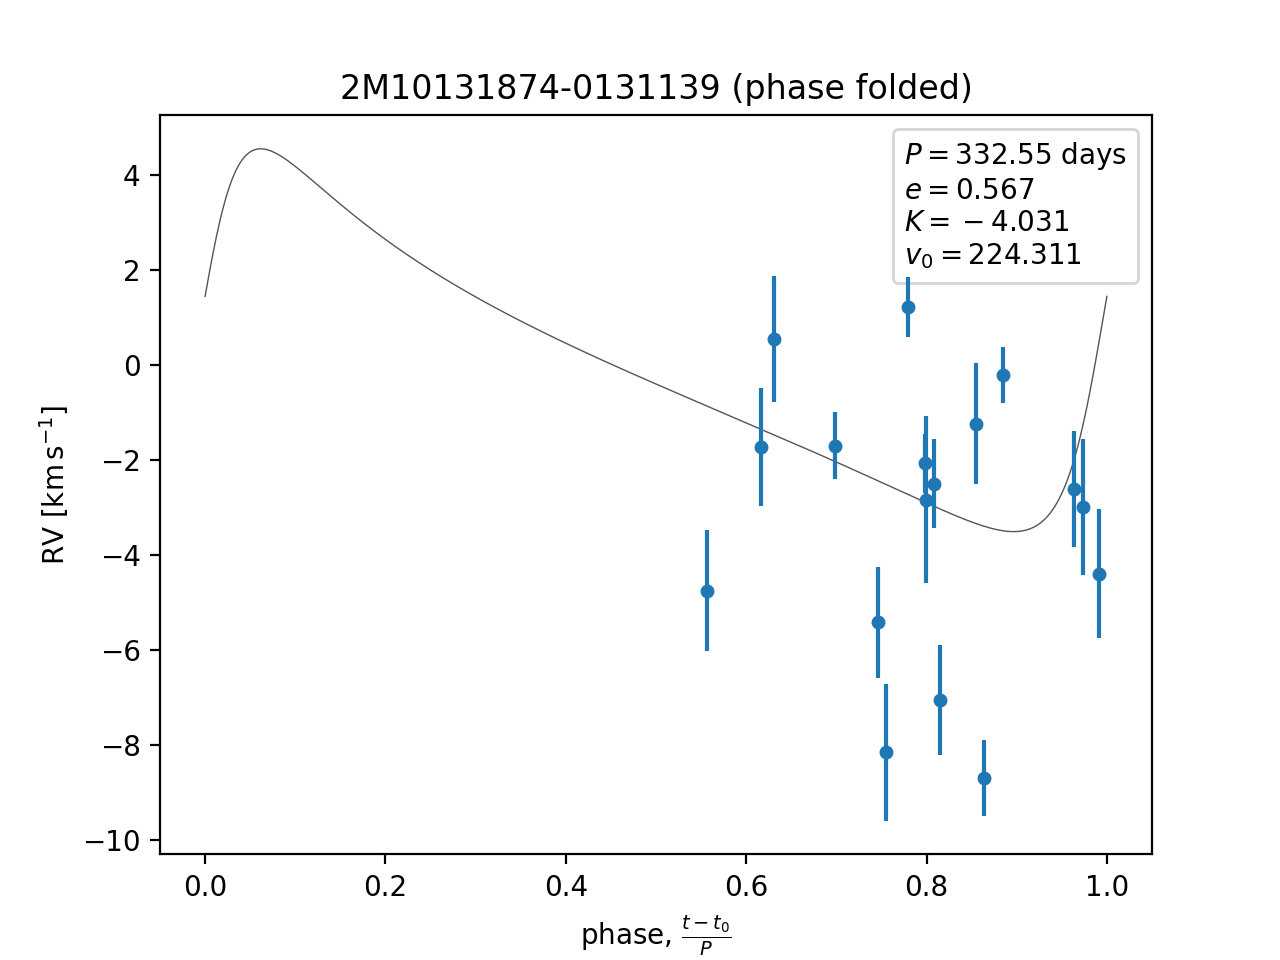 2M10131874-0131139 (phase folded)
P = 332.55 days
e = 0.567
K = −4.031
v₀ = 224.311
4
2
0
−2
−4
−6
−8
−10
RV [km s⁻¹]
0.0 0.2 0.4 0.6 0.8 1.0
phase, (t − t₀)/P